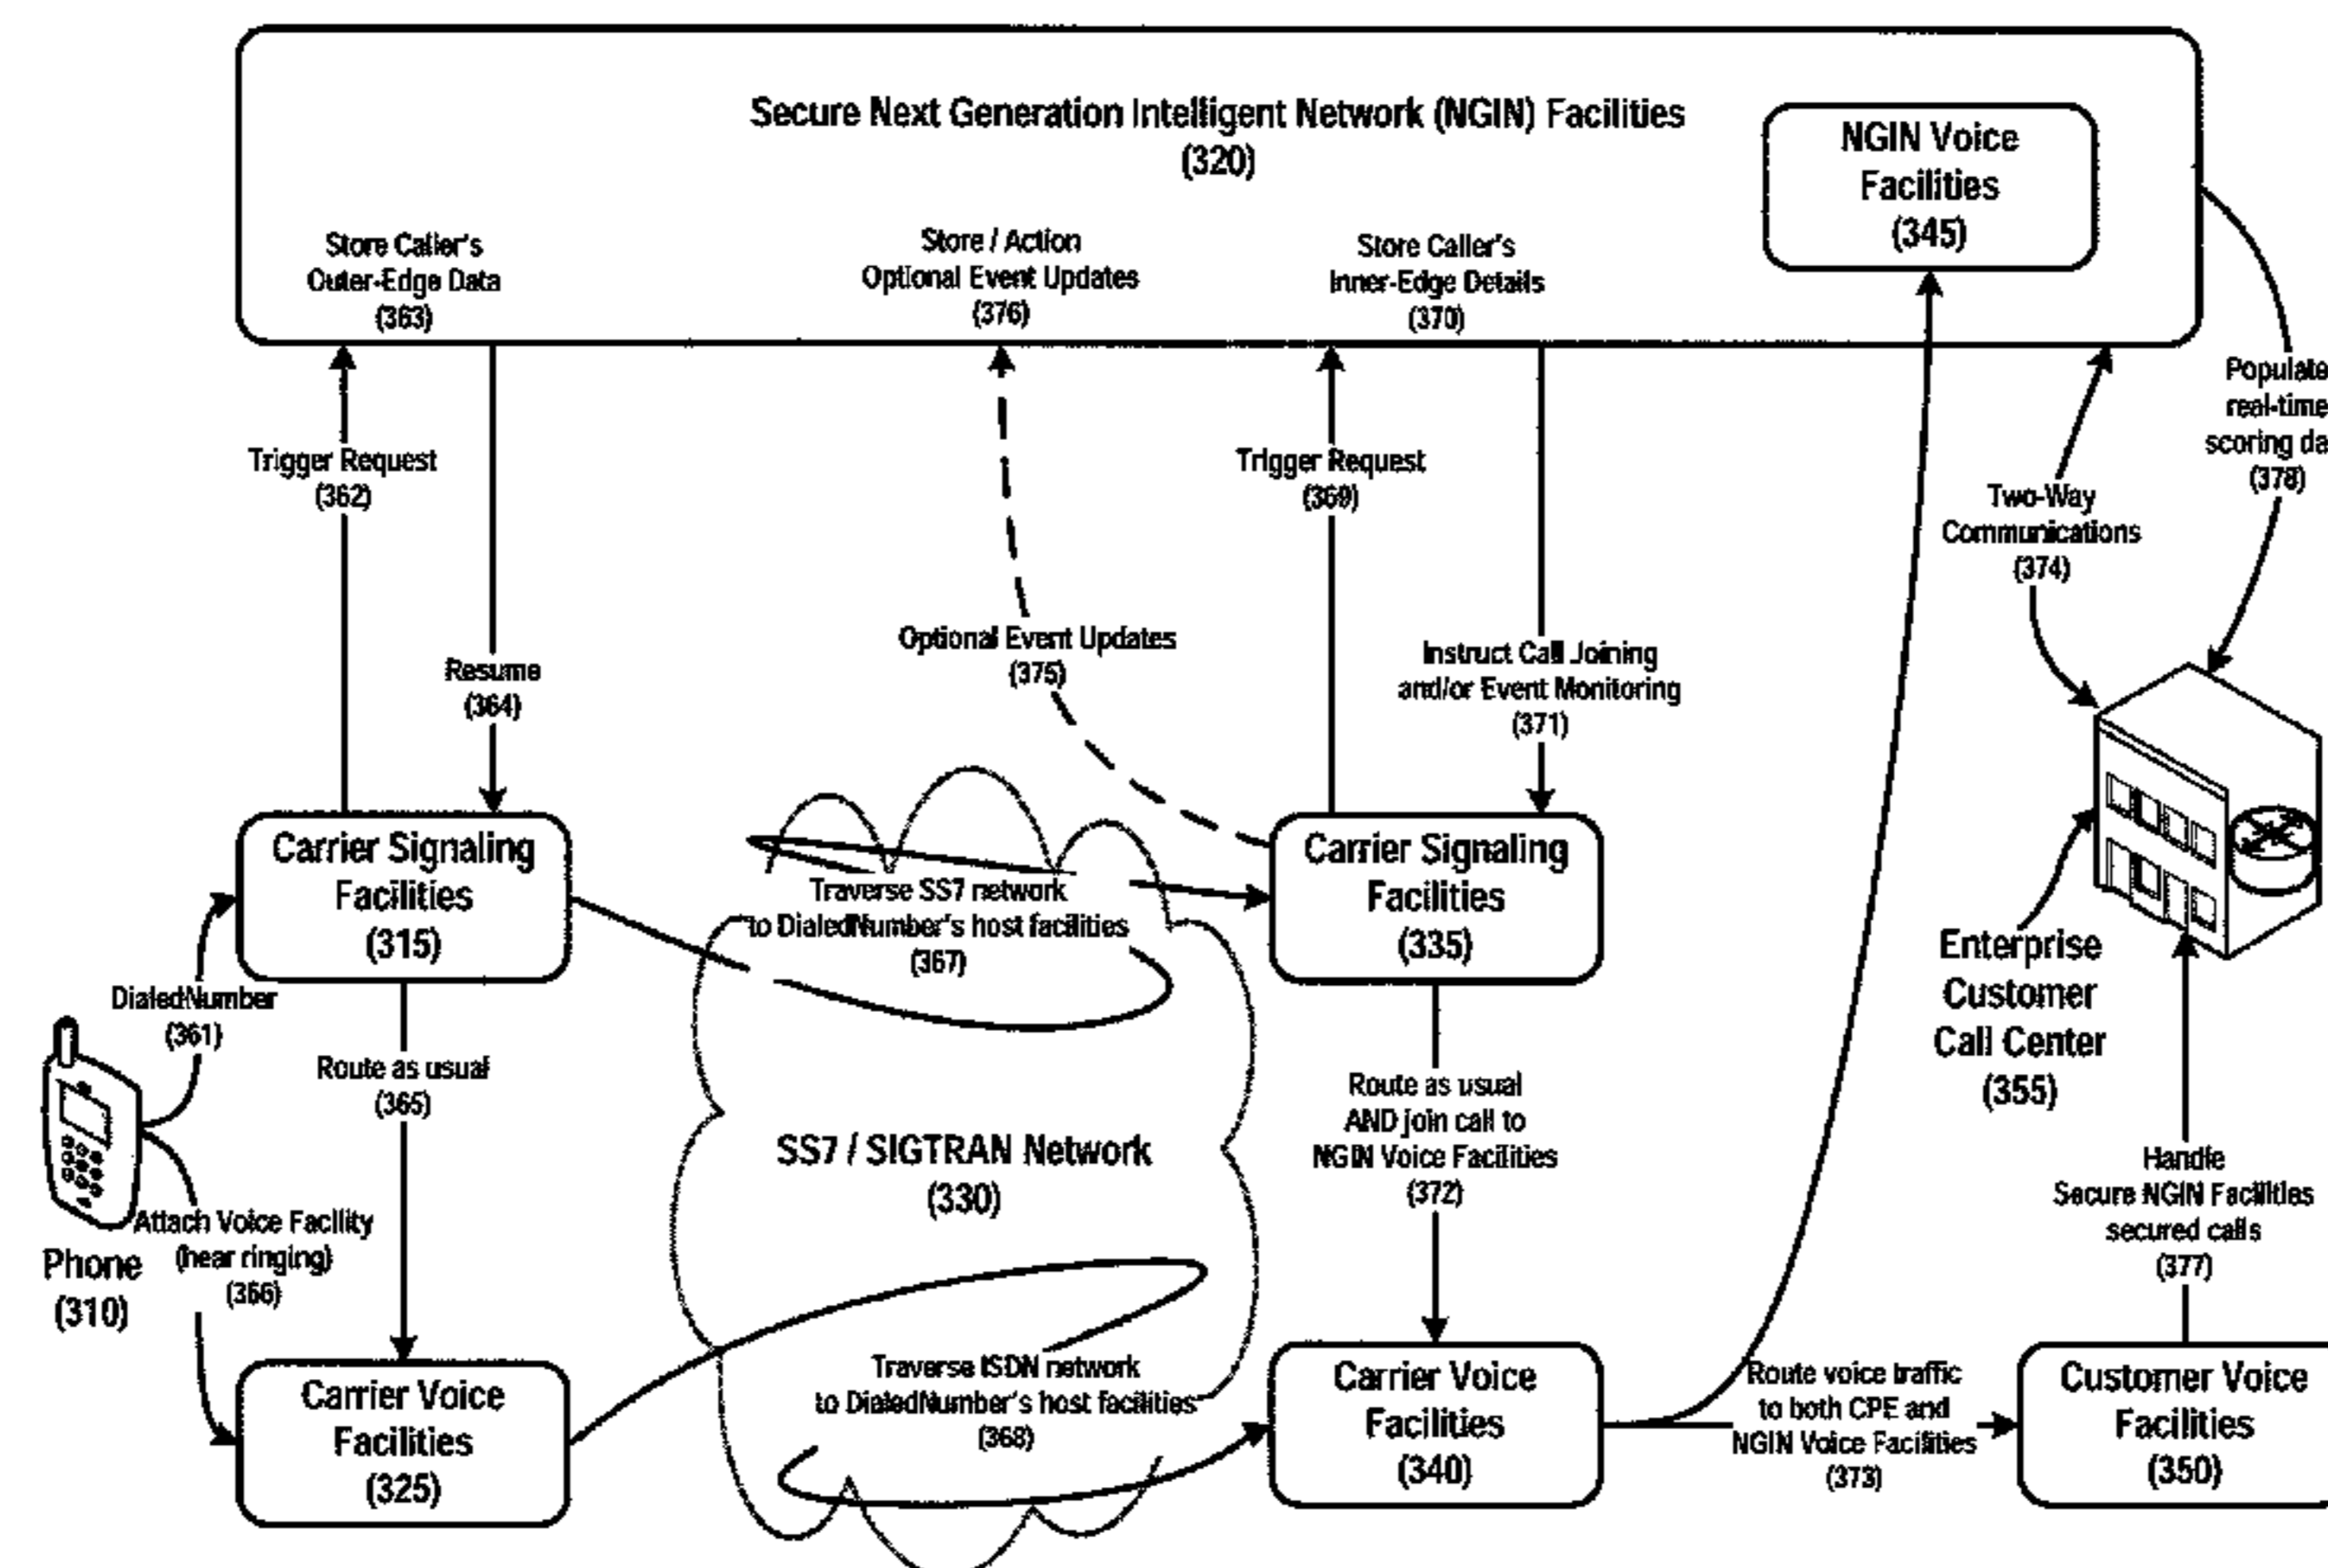 Secure Next Generation Intelligent Network (NGIN) Facilities
(320)
NGIN Voice
Facilities
(345)
Store Caller's
Outer-Edge Data
(363)
Store / Action
Optional Event Updates
(376)
Store Caller's
Inner-Edge Details
(370)
Trigger Request
(362)
Resume
(364)
Optional Event Updates
(375)
Trigger Request
(369)
Instruct Call Joining
and/or Event Monitoring
(371)
Two-Way
Communications
(374)
Populate
real-time
scoring da
(378)
Carrier Signaling
Facilities
(315)
Traverse SS7 network
to DialedNumber's host facilities
(367)
Carrier Signaling
Facilities
(335)
Enterprise
Customer
Call Center
(355)
DialedNumber
(361)
Route as usual
(365)
Phone
(310)
Attach Voice Facility
(hear ringing)
(366)
SS7 / SIGTRAN Network
(330)
Route as usual
AND join call to
NGIN Voice Facilities
(372)
Handle
Secure NGIN Facilities
secured calls
(377)
Carrier Voice
Facilities
(325)
Traverse ISDN network
to DialedNumber's host facilities
(368)
Carrier Voice
Facilities
(340)
Route voice traffic
to both CPE and
NGIN Voice Facilities
(373)
Customer Voice
Facilities
(350)